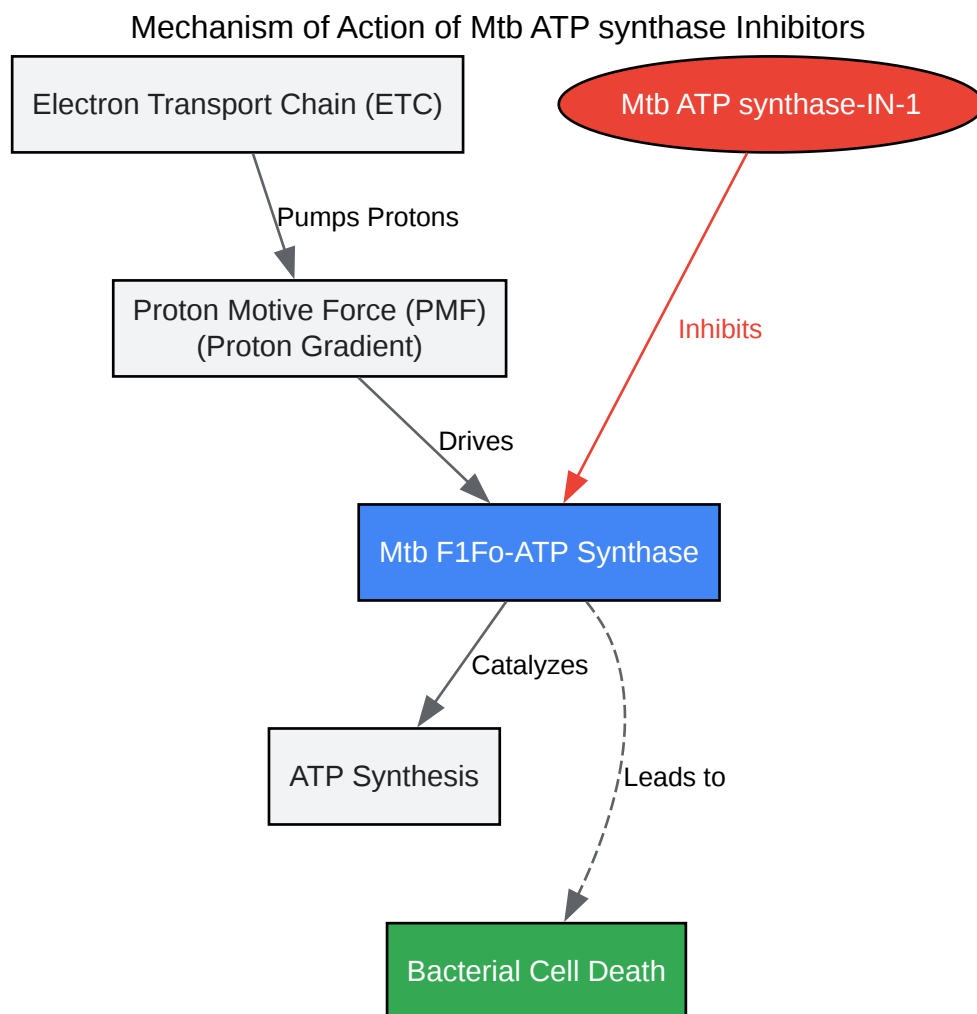 Mechanism of Action of Mtb ATP synthase Inhibitors
Electron Transport Chain (ETC)
Mtb ATP synthase-IN-1
Pumps Protons
Proton Motive Force (PMF)
(Proton Gradient)
Inhibits
Drives
Mtb F1Fo-ATP Synthase
Catalyzes
ATP Synthesis
Leads to
Bacterial Cell Death